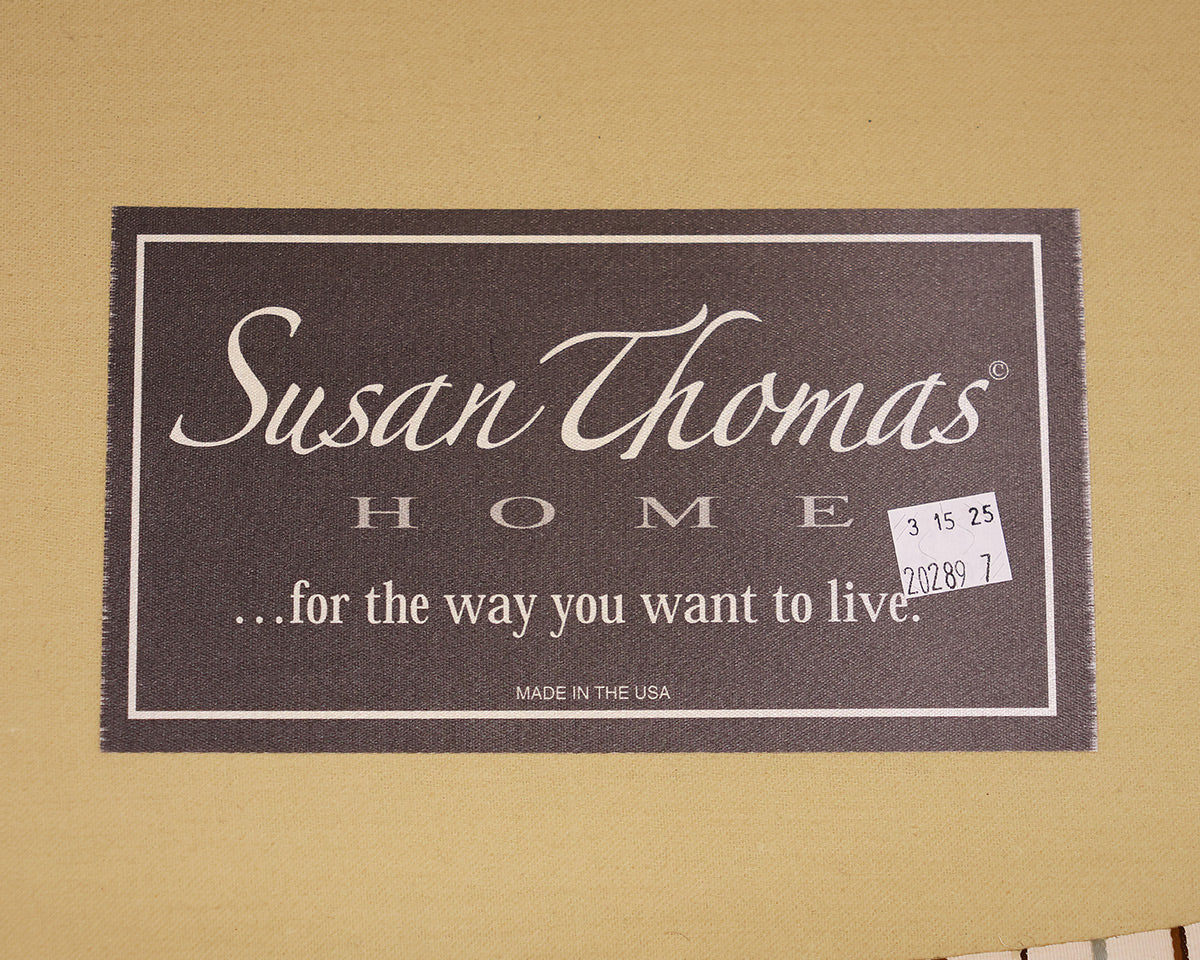 Susan Thomas©
HOME
3 15 25
20289 7
...for the way you want to live.
MADE IN THE USA